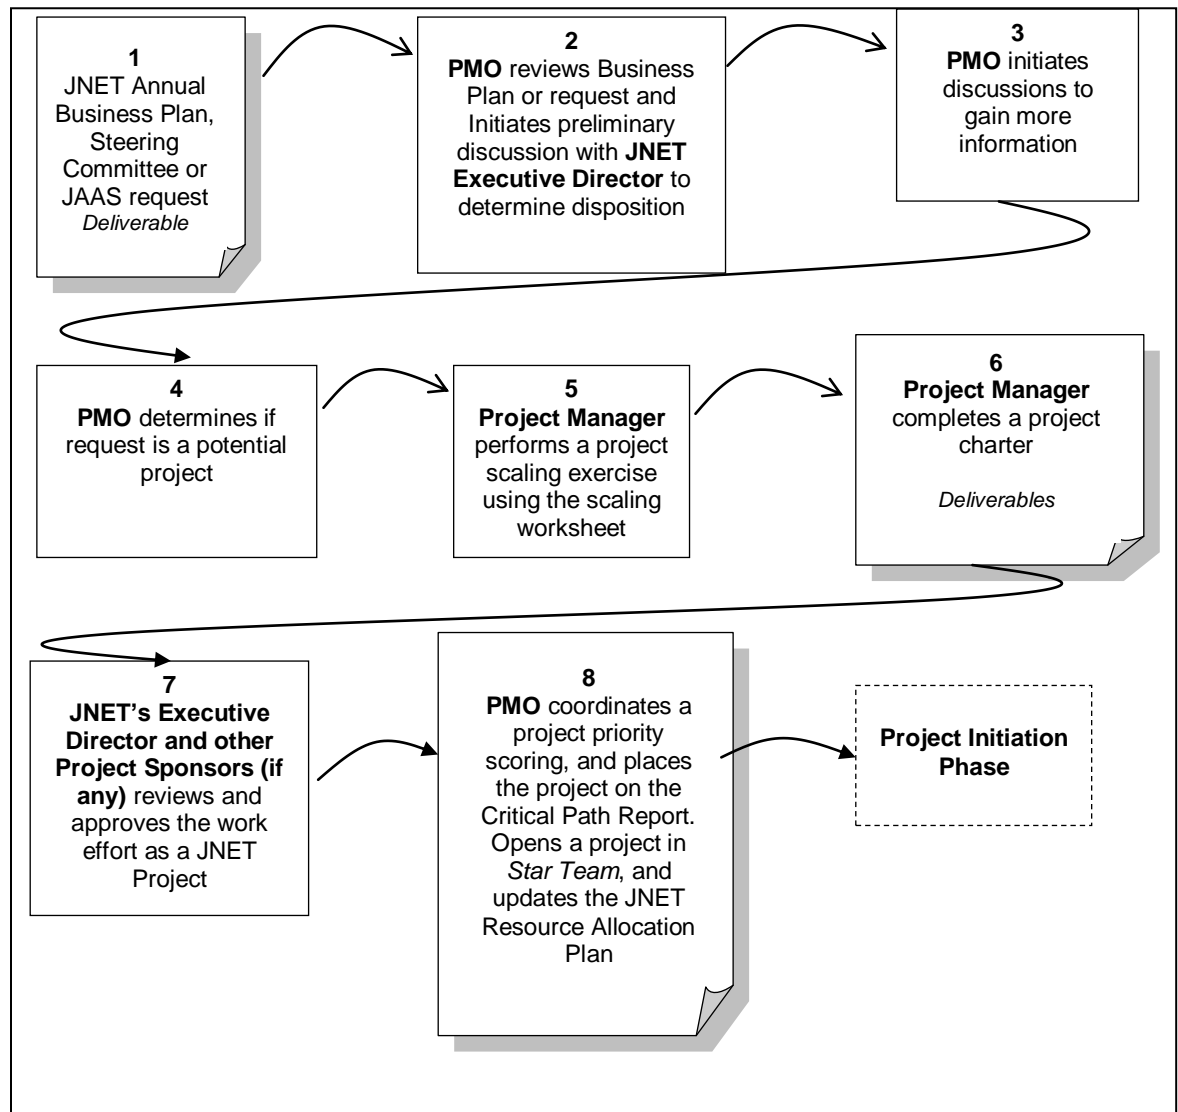 1
JNET Annual
Business Plan,
Steering
Committee or
JAAS request
Deliverable
2
PMO reviews Business
Plan or request and
Initiates preliminary
discussion with JNET
Executive Director to
determine disposition
3
PMO initiates
discussions to
gain more
information
4
PMO determines if
request is a potential
project
5
Project Manager
performs a project
scaling exercise
using the scaling
worksheet
6
Project Manager
completes a project
charter
Deliverables
7
JNET’s Executive
Director and other
Project Sponsors (if
any) reviews and
approves the work
effort as a JNET
Project
8
PMO coordinates a
project priority
scoring, and places
the project on the
Critical Path Report.
Opens a project in
Star Team, and
updates the JNET
Resource Allocation
Plan
Project Initiation
Phase